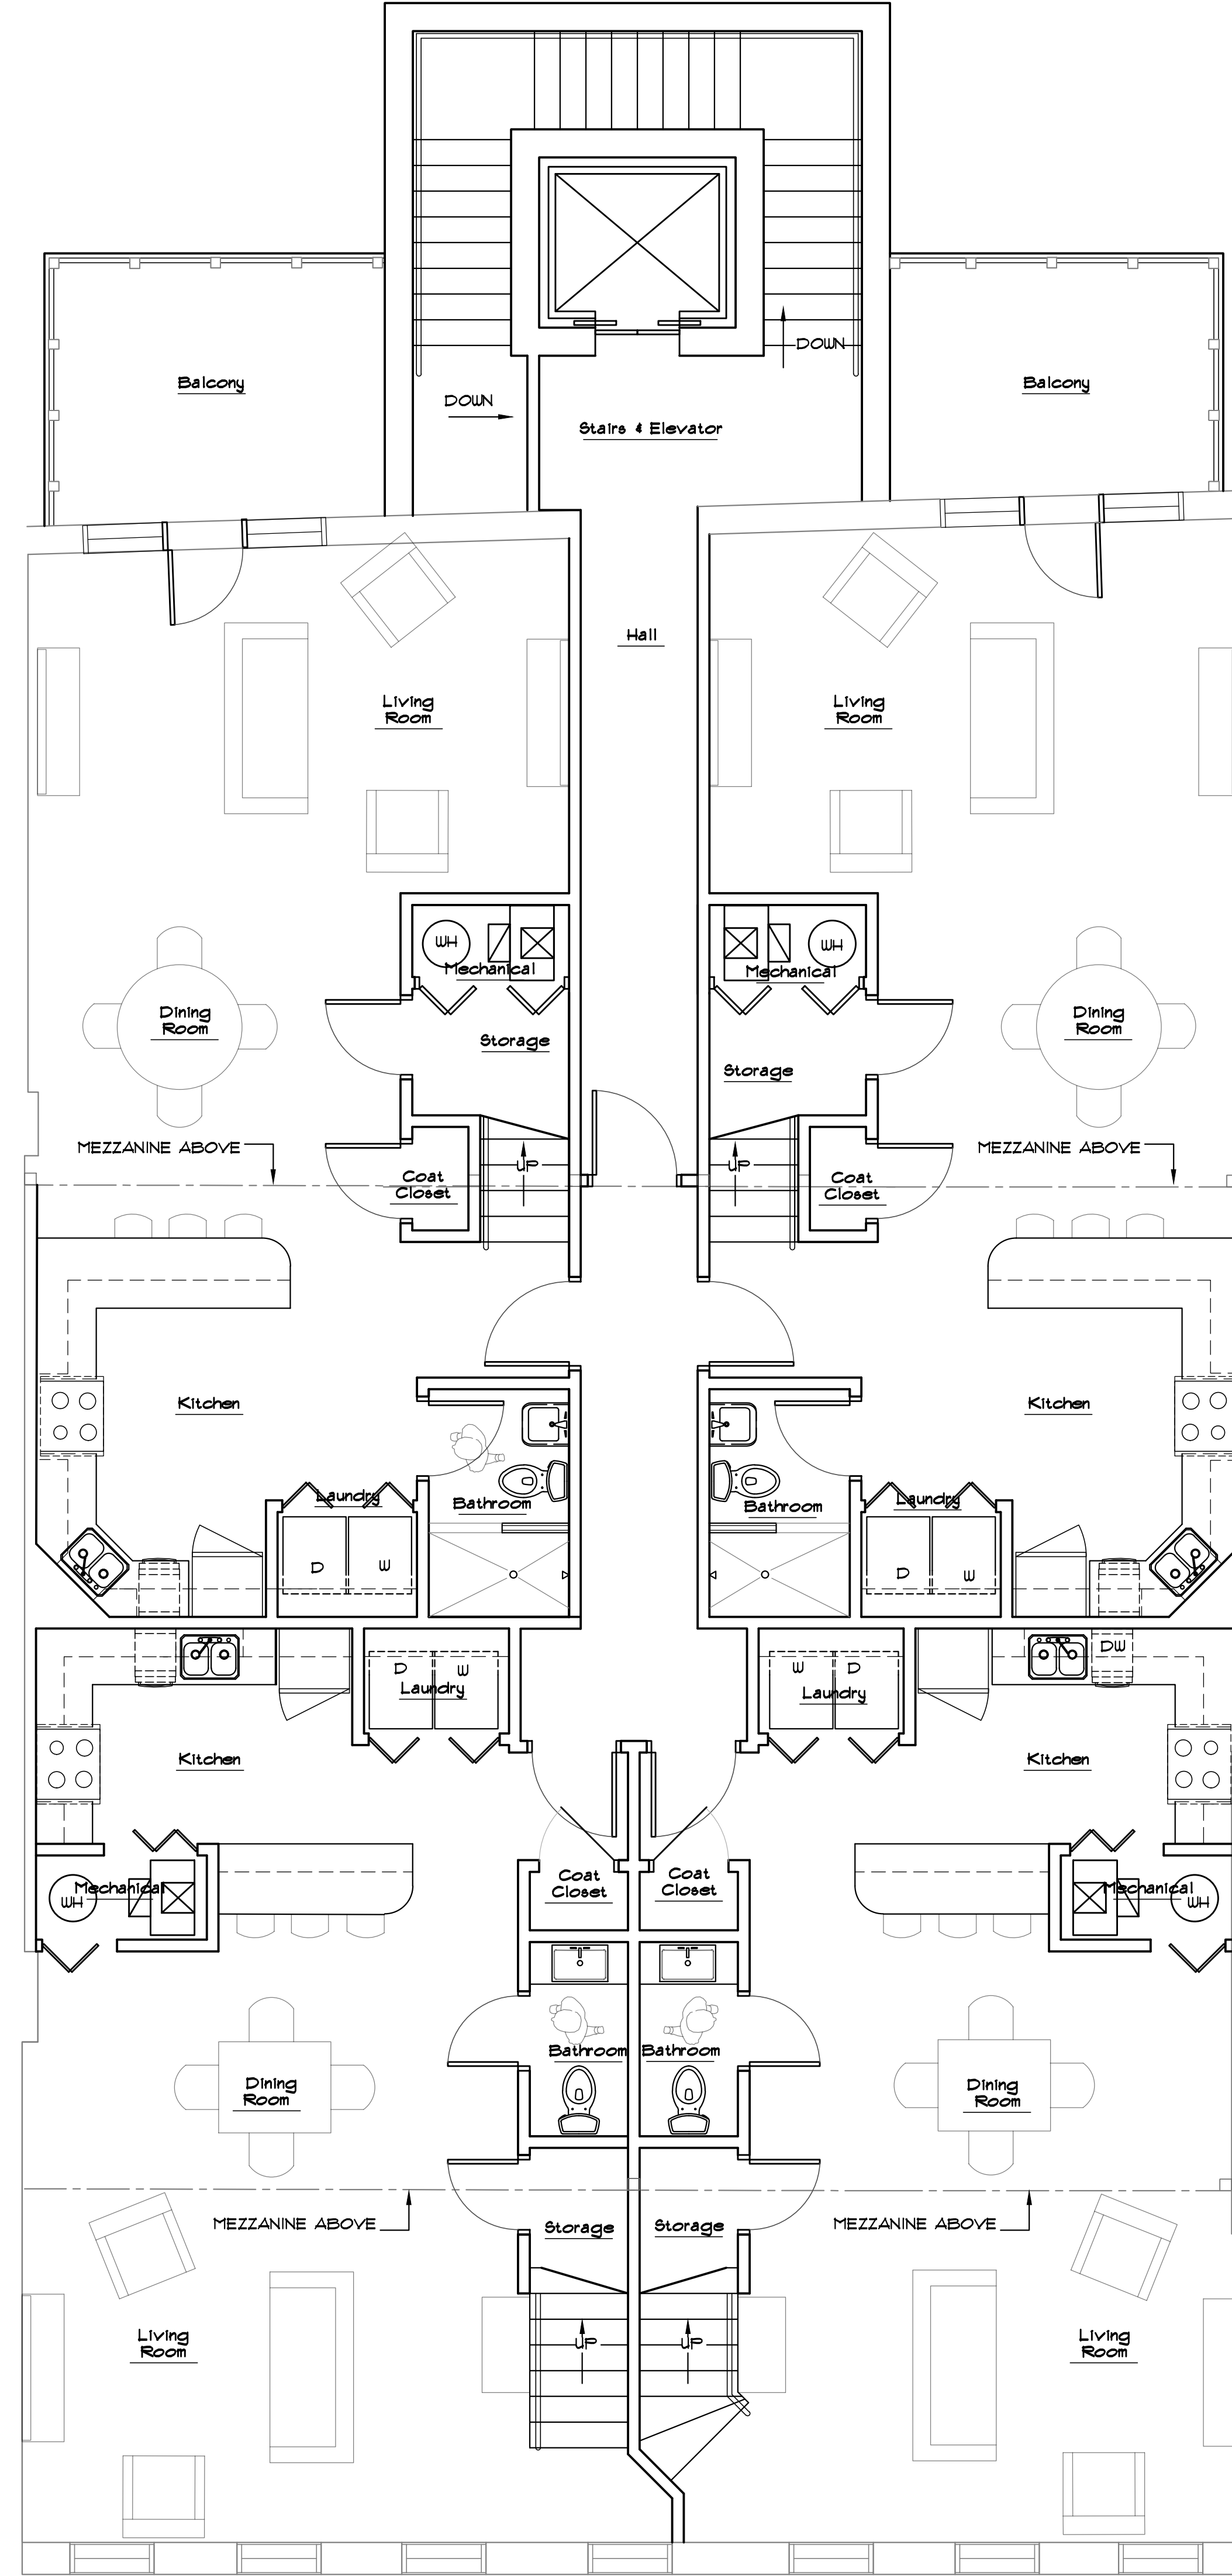 Balcony
DOWN
DOWN
Stairs & Elevator
Balcony
Hall
Living
Room
Living
Room
WH
Mechanical
WH
Mechanical
Dining
Room
Storage
Storage
Dining
Room
MEZZANINE ABOVE
MEZZANINE ABOVE
UP
UP
Coat
Closet
Coat
Closet
Kitchen
Kitchen
Laundry
Bathroom
Bathroom
Laundry
D
W
D
W
D
W
Laundry
W
D
Laundry
DW
Kitchen
Kitchen
Coat
Closet
Coat
Closet
Mechanical
WH
Mechanical
WH
Bathroom
Bathroom
Dining
Room
Dining
Room
MEZZANINE ABOVE
Storage
Storage
MEZZANINE ABOVE
Living
Room
UP
UP
Living
Room